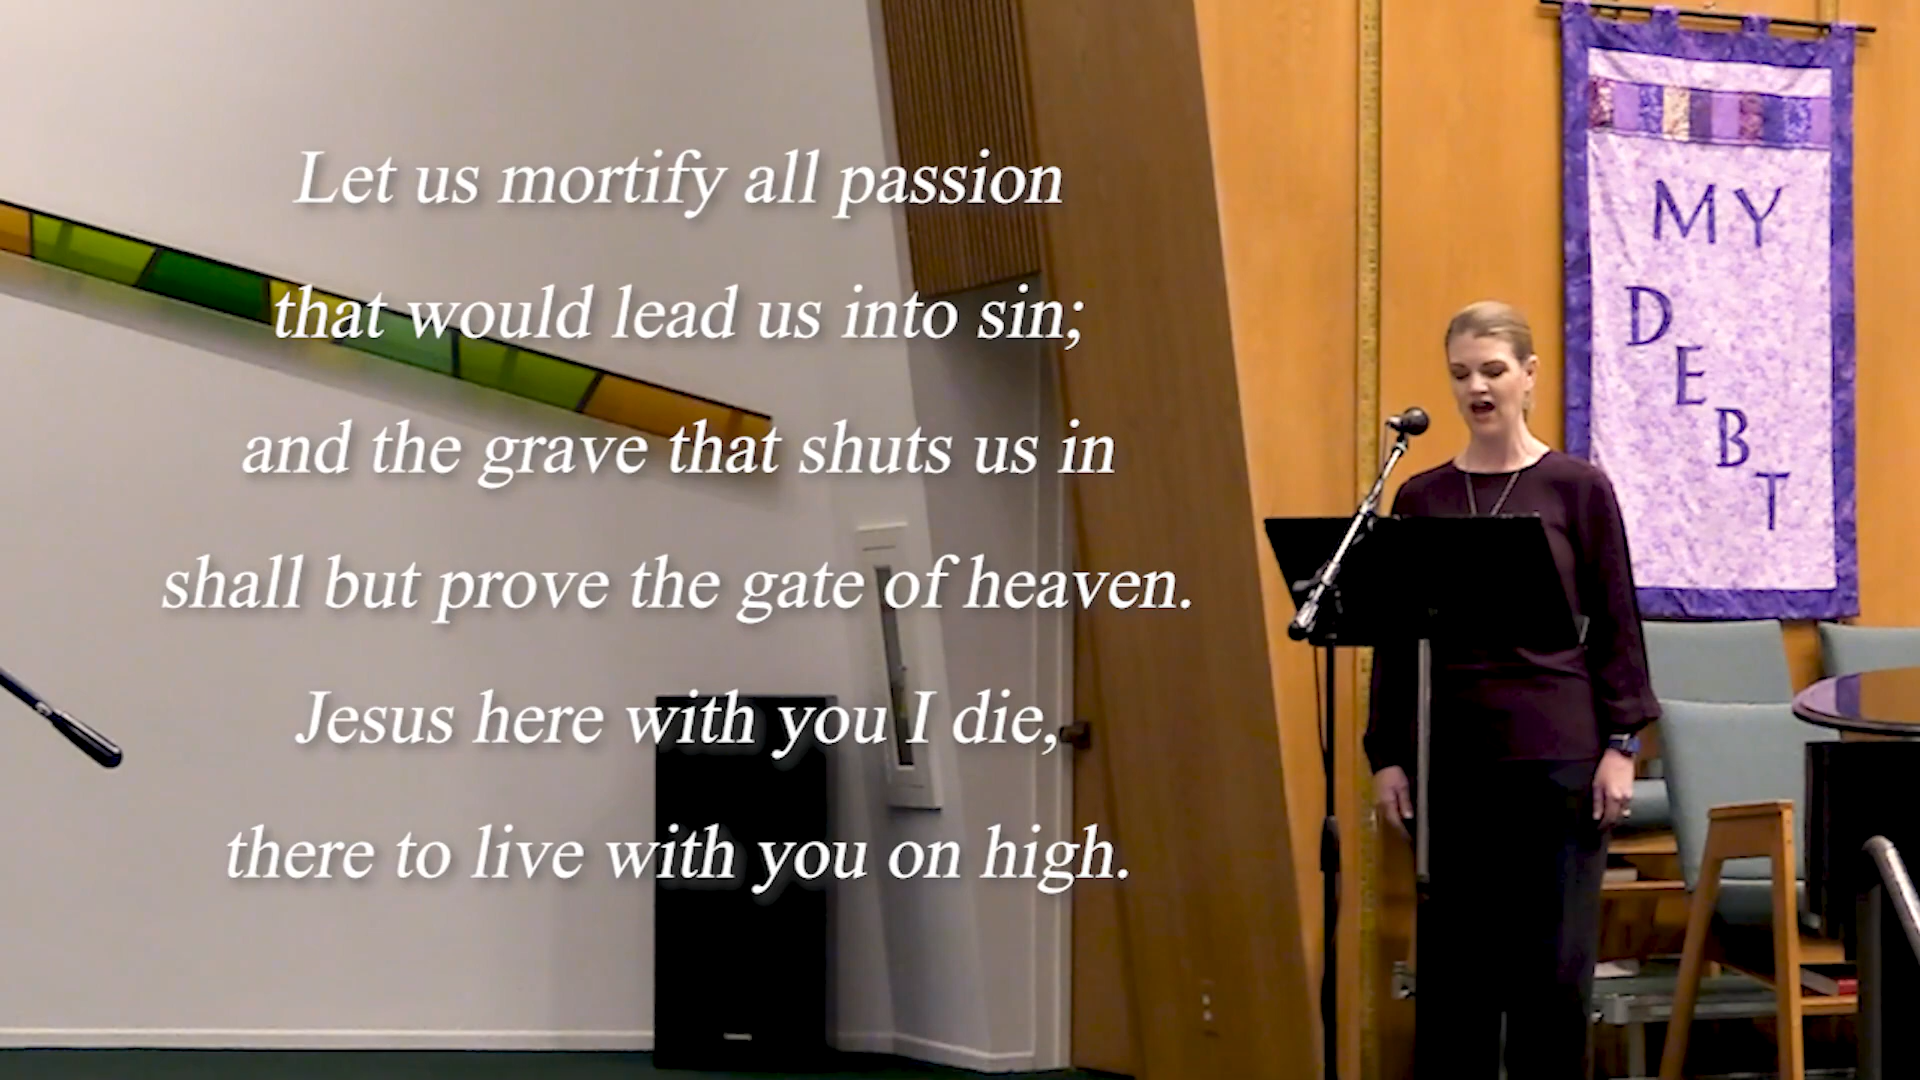 Let us mortify all passion
that would lead us into sin;
and the grave that shuts us in
shall but prove the gate of heaven.
Jesus here with you I die,
there to live with you on high.
MY
DEBT